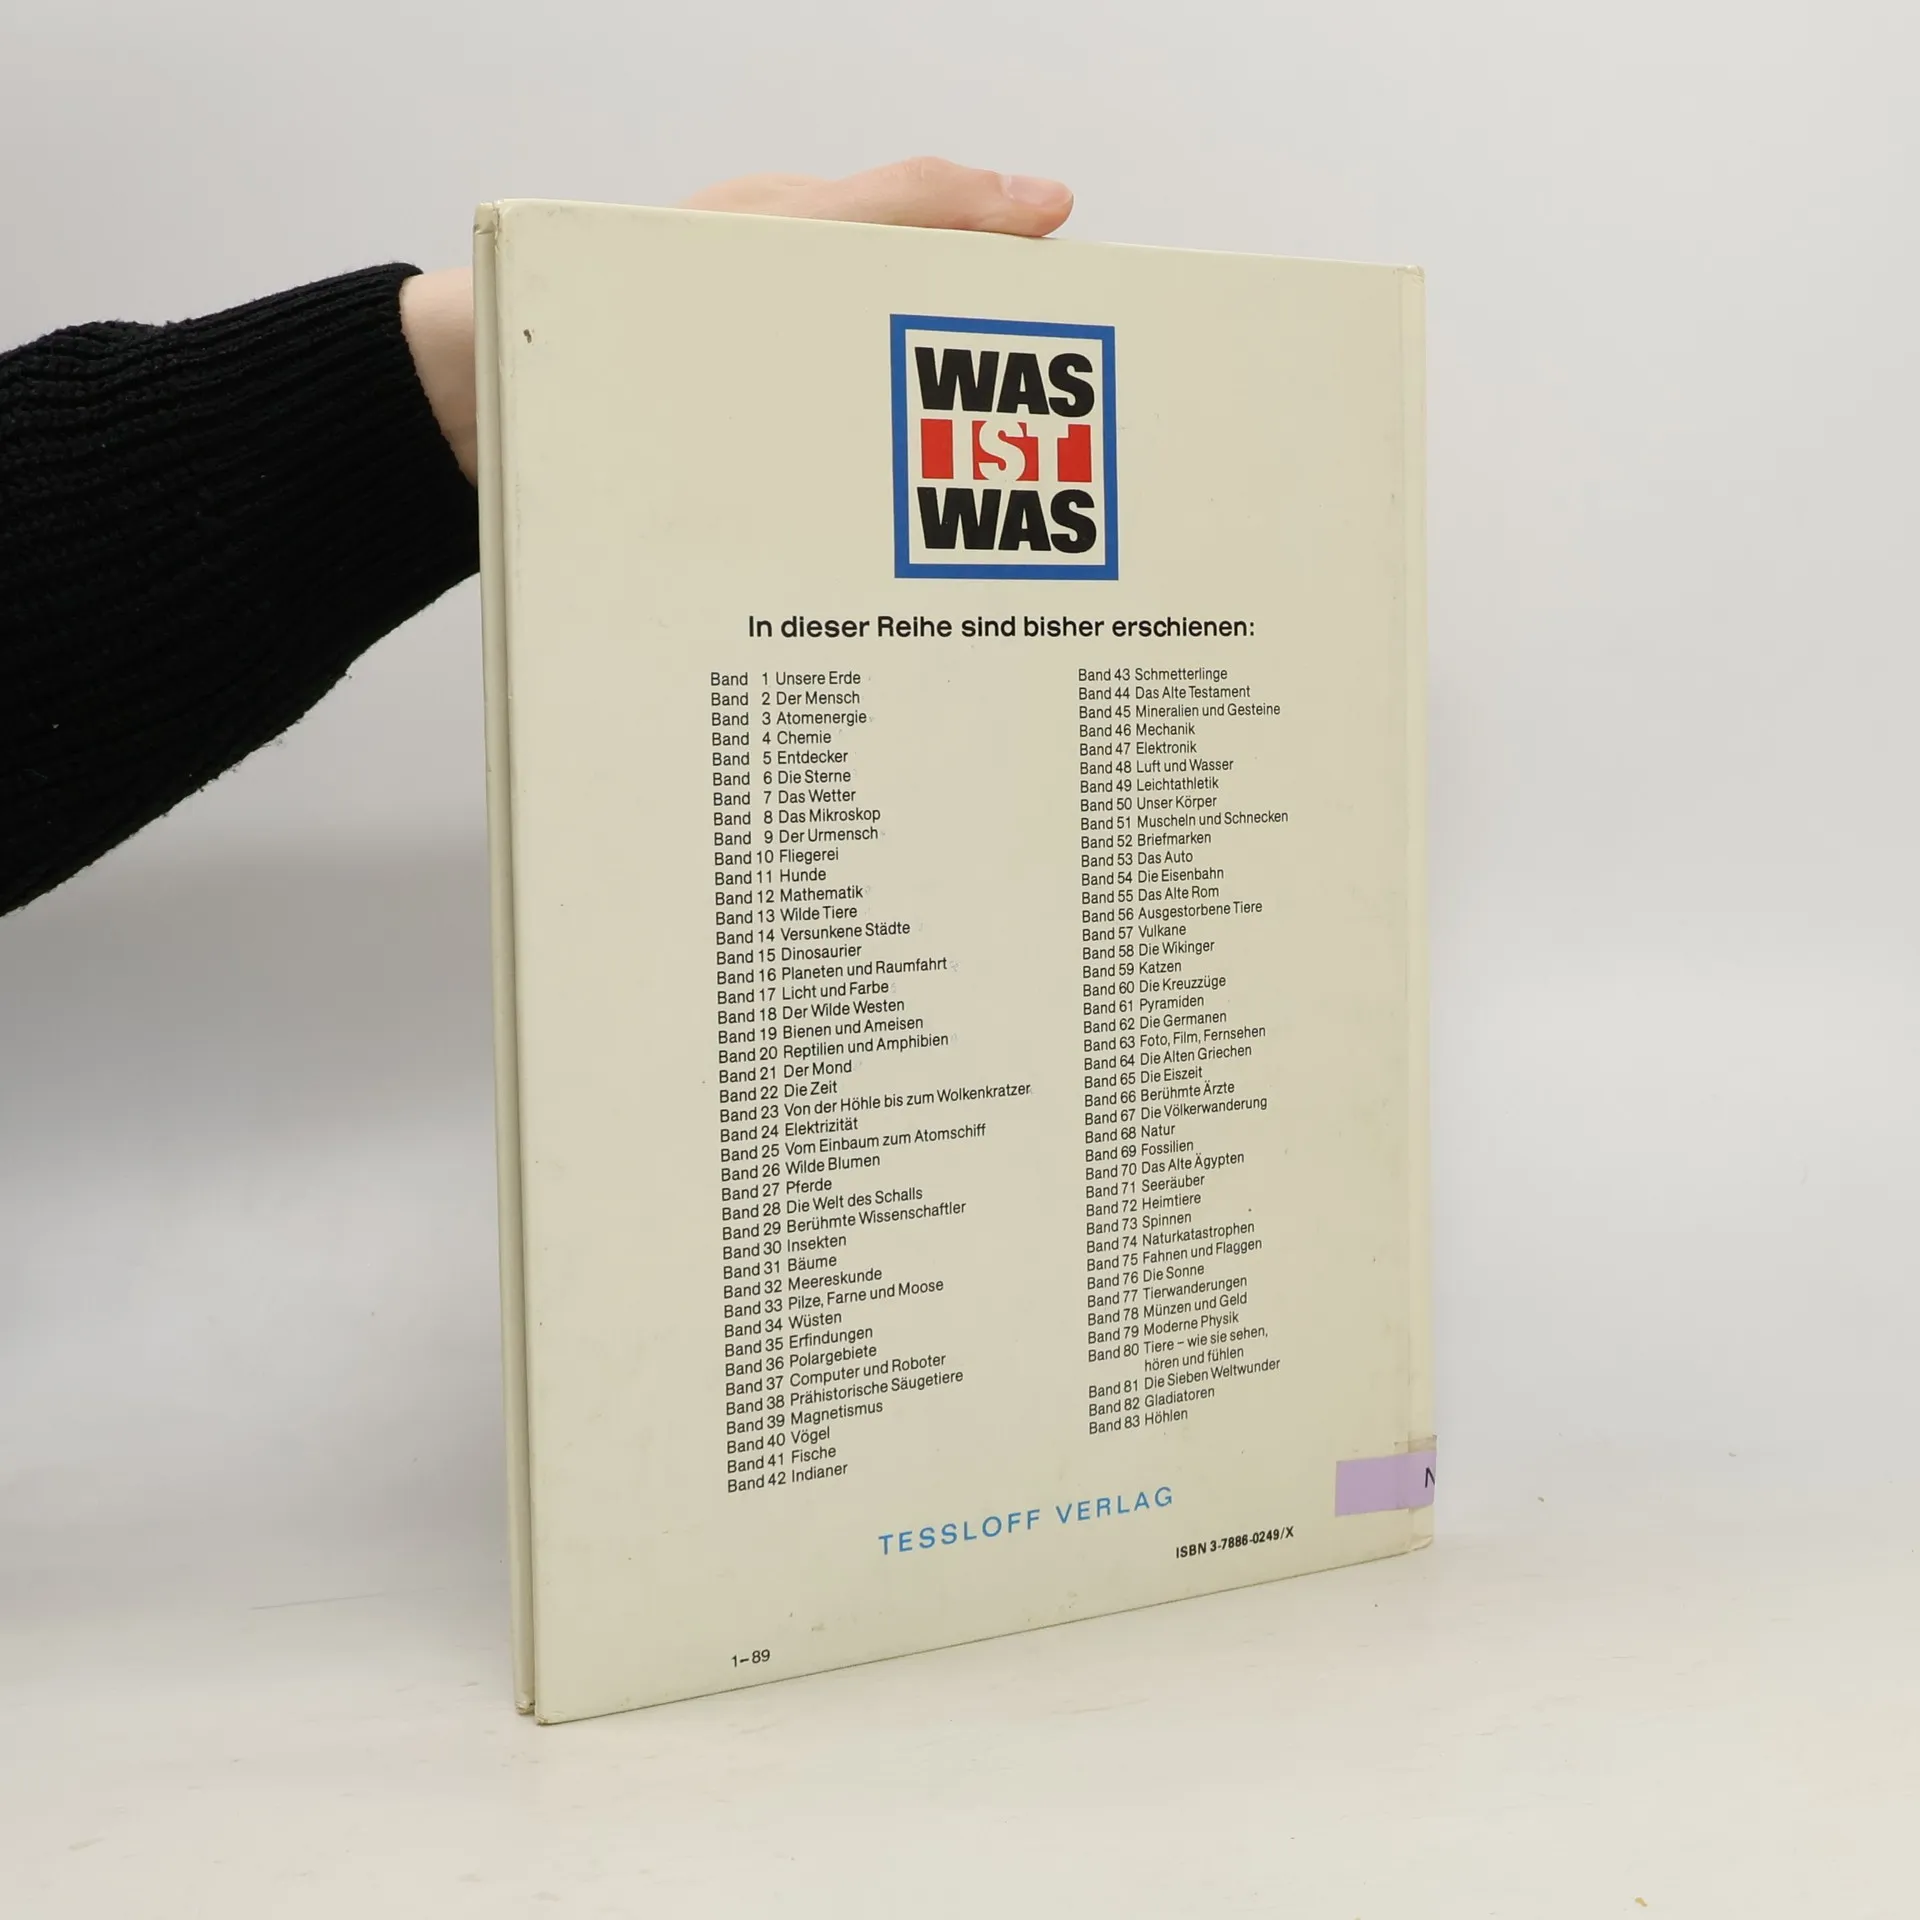 WAS
IST
WAS
In dieser Reihe sind bisher erschienen:
Band 1 Unsere Erde
Band 2 Der Mensch
Band 3 Atomenergie
Band 4 Chemie
Band 5 Entdecker
Band 6 Die Sterne
Band 7 Das Wetter
Band 8 Das Mikroskop
Band 9 Der Urmensch
Band 10 Fliegerei
Band 11 Hunde
Band 12 Mathematik
Band 13 Wilde Tiere
Band 14 Versunkene Städte
Band 15 Dinosaurier
Band 16 Planeten und Raumfahrt
Band 17 Licht und Farbe
Band 18 Der Wilde Westen
Band 19 Bienen und Ameisen
Band 20 Reptilien und Amphibien
Band 21 Der Mond
Band 22 Die Zeit
Band 23 Von der Höhle bis zum Wolkenkratzer
Band 24 Elektrizität
Band 25 Vom Einbaum zum Atomschiff
Band 26 Wilde Blumen
Band 27 Pferde
Band 28 Die Welt des Schalls
Band 29 Berühmte Wissenschaftler
Band 30 Insekten
Band 31 Bäume
Band 32 Meereskunde
Band 33 Pilze, Farne und Moose
Band 34 Wüsten
Band 35 Erfindungen
Band 36 Polargebiete
Band 37 Computer und Roboter
Band 38 Prähistorische Säugetiere
Band 39 Magnetismus
Band 40 Vögel
Band 41 Fische
Band 42 Indianer
Band 43 Schmetterlinge
Band 44 Das Alte Testament
Band 45 Mineralien und Gesteine
Band 46 Mechanik
Band 47 Elektronik
Band 48 Luft und Wasser
Band 49 Leichtathletik
Band 50 Unser Körper
Band 51 Muscheln und Schnecken
Band 52 Briefmarken
Band 53 Das Auto
Band 54 Die Eisenbahn
Band 55 Das Alte Rom
Band 56 Ausgestorbene Tiere
Band 57 Vulkane
Band 58 Die Wikinger
Band 59 Katzen
Band 60 Die Kreuzzüge
Band 61 Pyramiden
Band 62 Die Germanen
Band 63 Foto, Film, Fernsehen
Band 64 Die Alten Griechen
Band 65 Die Eiszeit
Band 66 Berühmte Ärzte
Band 67 Die Völkerwanderung
Band 68 Natur
Band 69 Fossilien
Band 70 Das Alte Ägypten
Band 71 Seeräuber
Band 72 Heimtiere
Band 73 Spinnen
Band 74 Naturkatastrophen
Band 75 Fahnen und Flaggen
Band 76 Die Sonne
Band 77 Tierwanderungen
Band 78 Münzen und Geld
Band 79 Moderne Physik
Band 80 Tiere – wie sie sehen,
hören und fühlen
Band 81 Die Sieben Weltwunder
Band 82 Gladiatoren
Band 83 Höhlen
N
TESSLOFF VERLAG
ISBN 3-7886-0249/X
1–89